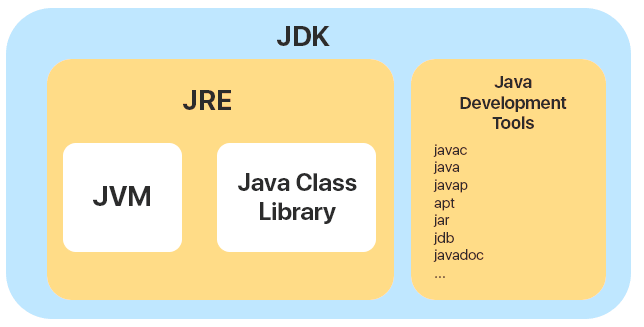 JDK
JRE
JVM
Java Class
Library
Java
Development
Tools
javac
java
javap
apt
jar
jdb
javadoc
...